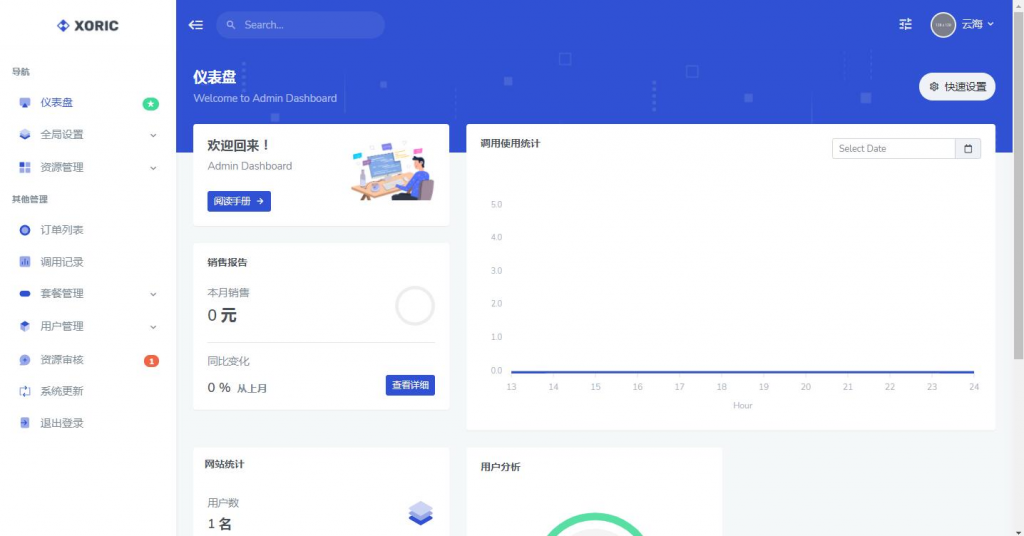 XORIC
Search...
云海
导航
仪表盘
全局设置
资源管理
其他管理
订单列表
调用记录
套餐管理
用户管理
资源审核
1
系统更新
退出登录
仪表盘
Welcome to Admin Dashboard
快速设置
欢迎回来！
Admin Dashboard
阅读手册
调用使用统计
Select Date
5.0
4.0
3.0
2.0
1.0
0.0
13 14 15 16 17 18 19 20 21 22 23 24
Hour
销售报告
本月销售
0 元
同比变化
0 % 从上月
查看详细
网站统计
用户数
1 名
用户分析